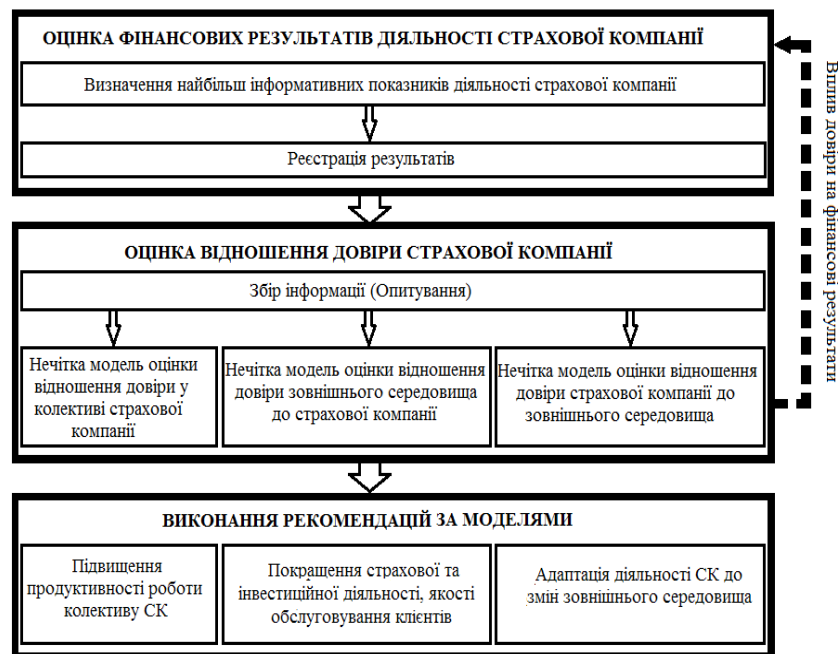 ОЦІНКА ФІНАНСОВИХ РЕЗУЛЬТАТІВ ДІЯЛЬНОСТІ СТРАХОВОЇ КОМПАНІЇ
Визначення найбільш інформативних показників діяльності страхової компанії
Реєстрація результатів
ОЦІНКА ВІДНОШЕННЯ ДОВІРИ СТРАХОВОЇ КОМПАНІЇ
Збір інформації (Опитування)
Нечітка модель оцінки
відношення довіри у
колективі страхової
компанії
Нечітка модель оцінки відношення
довіри зовнішнього середовища
до страхової компанії
Нечітка модель оцінки відношення
довіри страхової компанії до
зовнішнього середовища
ВИКОНАННЯ РЕКОМЕНДАЦІЙ ЗА МОДЕЛЯМИ
Підвищення
продуктивності роботи
колективу СК
Покращення страхової та
інвестиційної діяльності, якості
обслуговування клієнтів
Адаптація діяльності СК до
змін зовнішнього середовища
Вплив довіри на фінансові результати